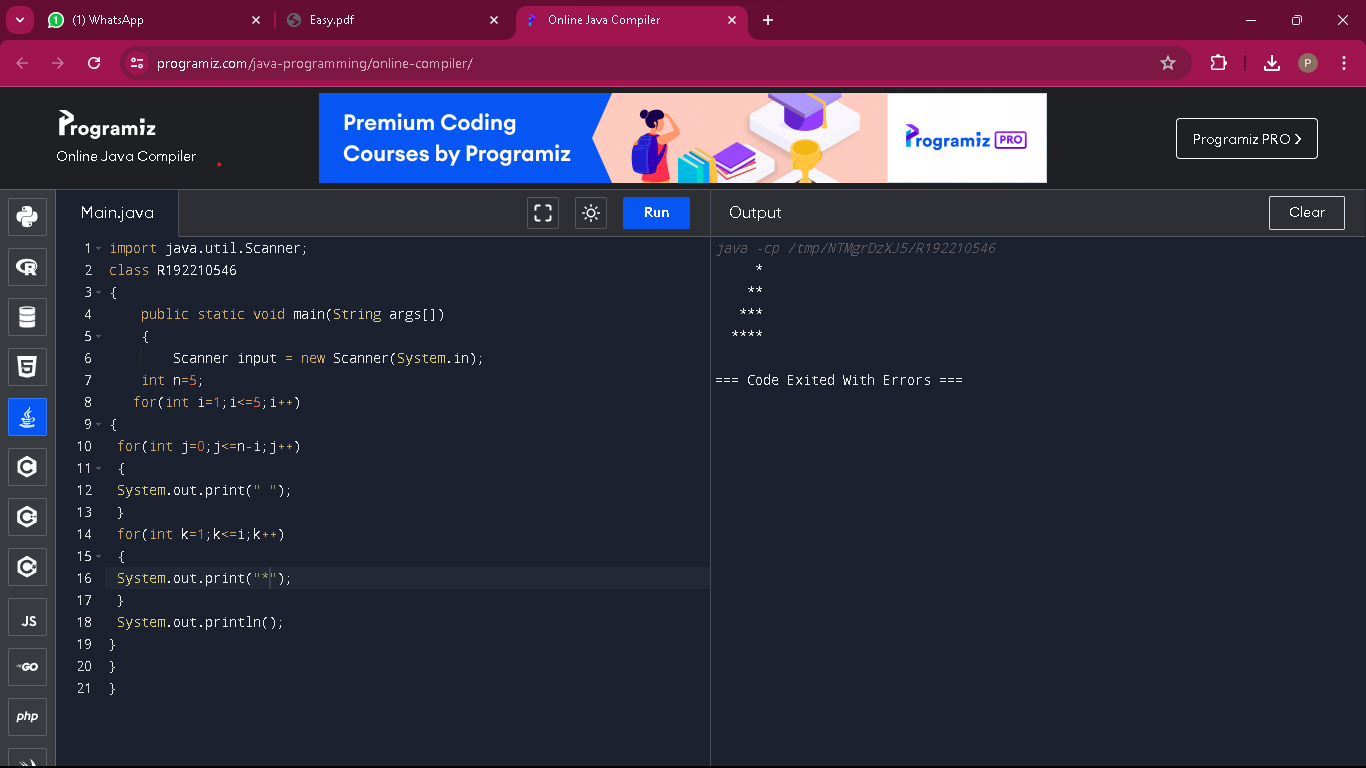 (1) WhatsApp
Easy.pdf
Online Java Compiler
programiz.com/java-programming/online-compiler/
P
Programiz
Online Java Compiler
Premium Coding
Courses by Programiz
Programiz PRO
Programiz PRO >
Main.java
Run
Output
Clear
1 import java.util.Scanner;
2 class R192210546
3 {
4     public static void main(String args[])
5     {
6         Scanner input = new Scanner(System.in);
7     int n=5;
8    for(int i=1;i<=5;i++)
9 {
10  for(int j=0;j<=n-i;j++)
11  {
12  System.out.print(" ");
13  }
14  for(int k=1;k<=i;k++)
15  {
16  System.out.print("*");
17  }
18  System.out.println();
19 }
20 }
21 }
java -cp /tmp/NTMgrDzXJ5/R192210546
     *
    **
   ***
  ****
=== Code Exited With Errors ===
R
5
C
C
C
JS
GO
php